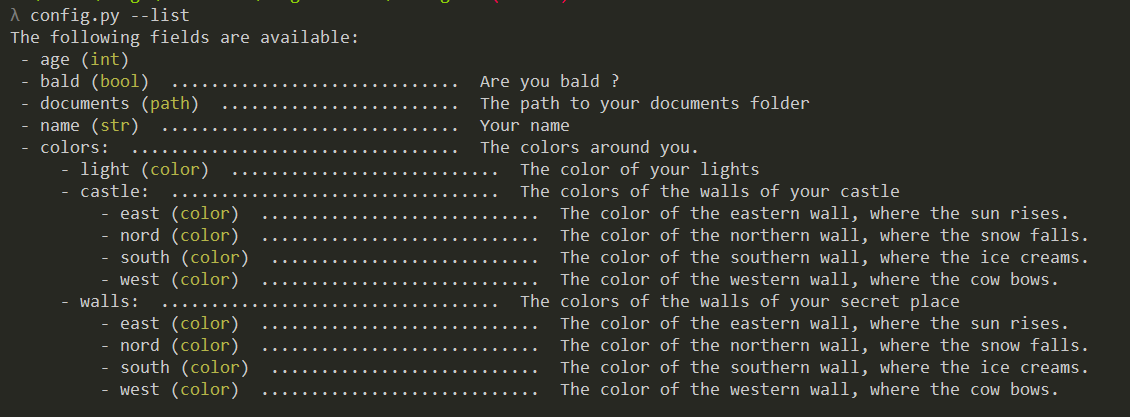 λ config.py --list
The following fields are available:
- age (int)
- bald (bool) ............................. Are you bald ?
- documents (path) ........................ The path to your documents folder
- name (str) .............................. Your name
- colors: ................................. The colors around you.
- light (color) ........................... The color of your lights
- castle: ................................. The colors of the walls of your castle
- east (color) ............................ The color of the eastern wall, where the sun rises.
- nord (color) ............................ The color of the northern wall, where the snow falls.
- south (color) ........................... The color of the southern wall, where the ice creams.
- west (color) ............................ The color of the western wall, where the cow bows.
- walls: .................................. The colors of the walls of your secret place
- east (color) ............................ The color of the eastern wall, where the sun rises.
- nord (color) ............................ The color of the northern wall, where the snow falls.
- south (color) ........................... The color of the southern wall, where the ice creams.
- west (color) ............................ The color of the western wall, where the cow bows.